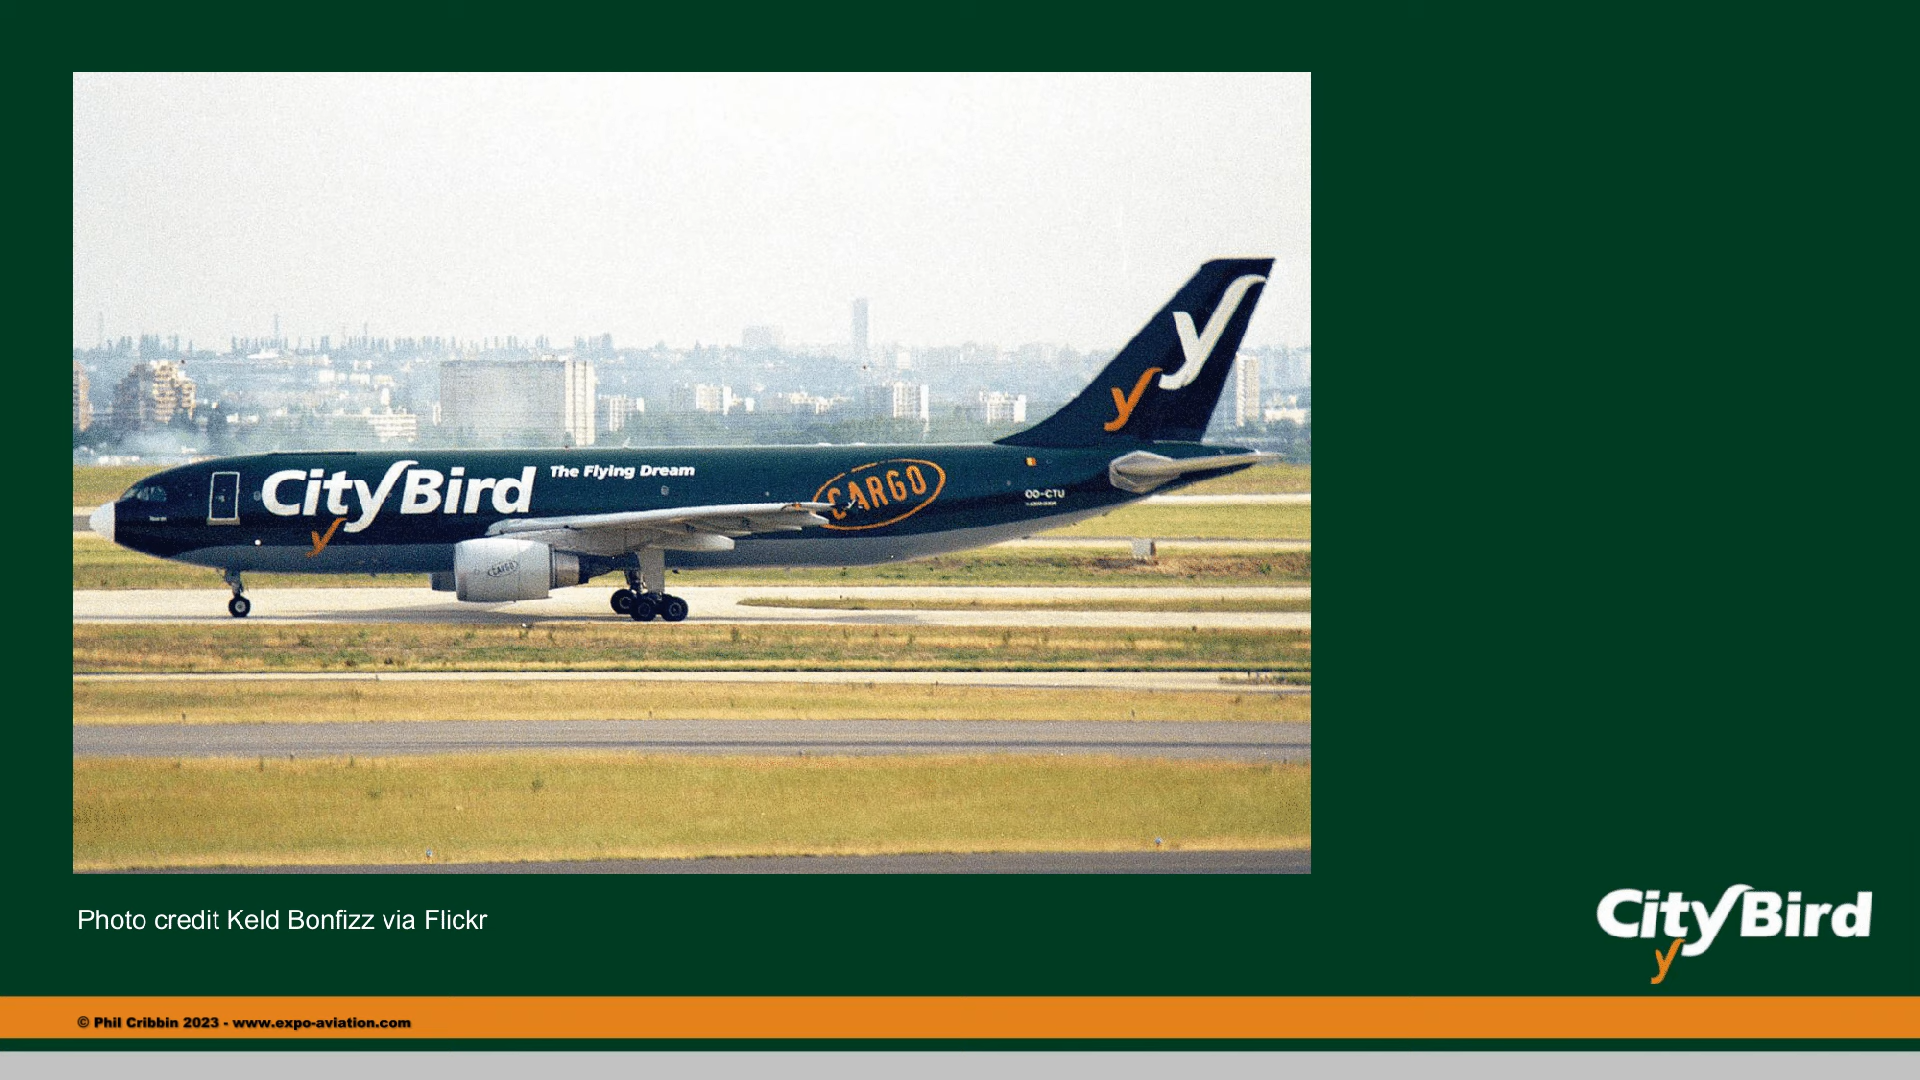 y
y
CityBird
y
The Flying Dream
CARGO
OO-CTU
CARGO
Photo credit Keld Bonfizz via Flickr
CityBird
y
© Phil Cribbin 2023 - www.expo-aviation.com